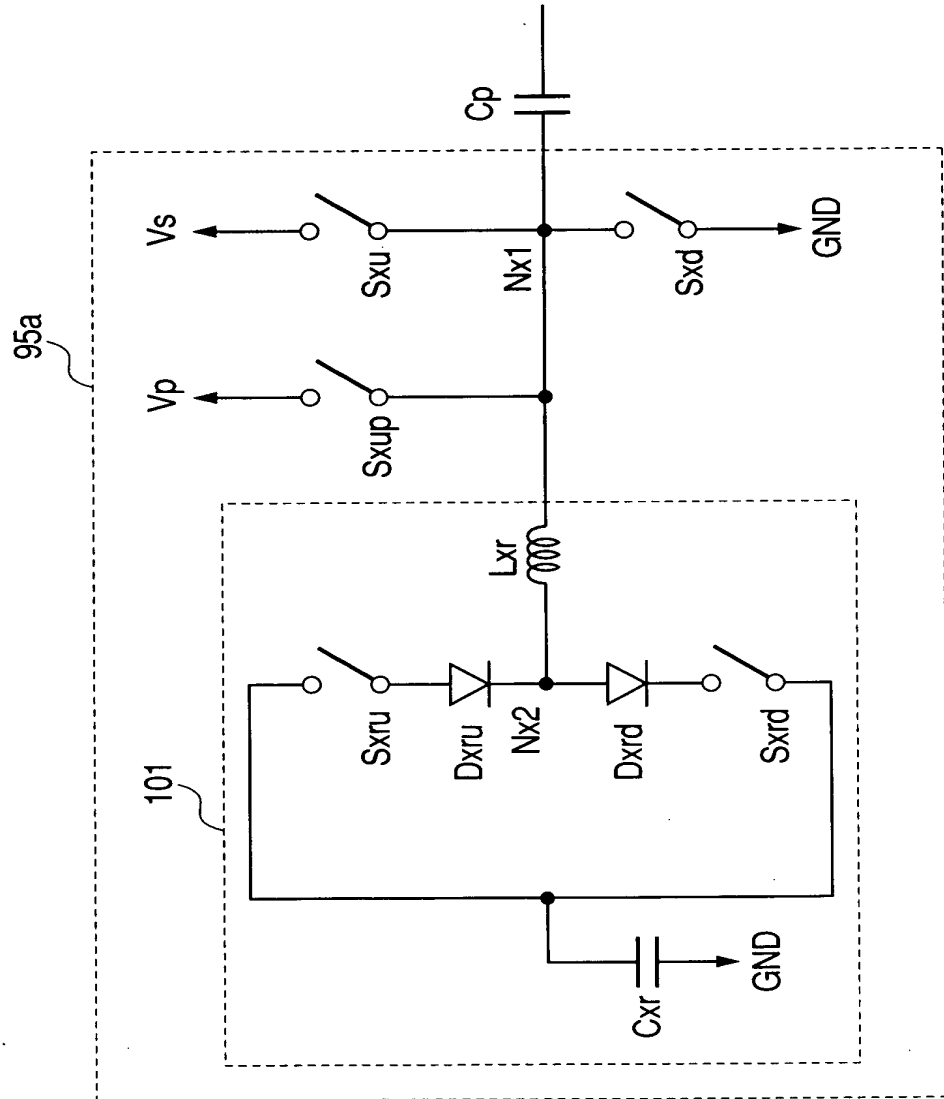 95a
Vs
Vp
Sxu
Sxup
Nx1
Cp
Sxd
GND
101
Lxr
Sxru
Dxru
Nx2
Dxrd
Sxrd
Cxr
GND